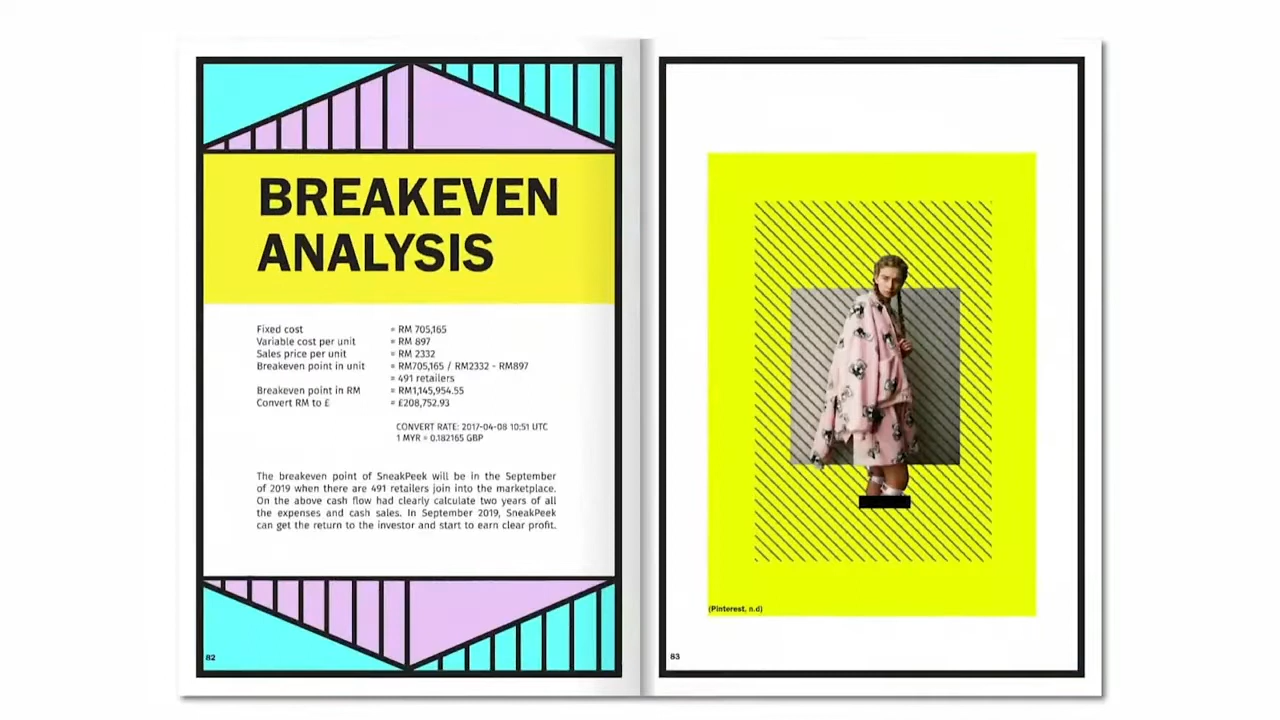 BREAKEVEN
ANALYSIS
Fixed cost = RM 705,165
Variable cost per unit = RM 897
Sales price per unit = RM 2332
Breakeven point in unit = RM705,165 / RM2332 - RM897
= 491 retailers
Breakeven point in RM = RM1,145,954.55
Convert RM to £ = £208,752.93
CONVERT RATE: 2017-04-08 10:51 UTC
1 MYR = 0.182165 GBP
The breakeven point of SneakPeek will be in the September
of 2019 when there are 491 retailers join into the marketplace.
On the above cash flow had clearly calculate two years of all
the expenses and cash sales. In September 2019, SneakPeek
can get the return to the investor and start to earn clear profit.
82
(Pinterest, n.d)
83